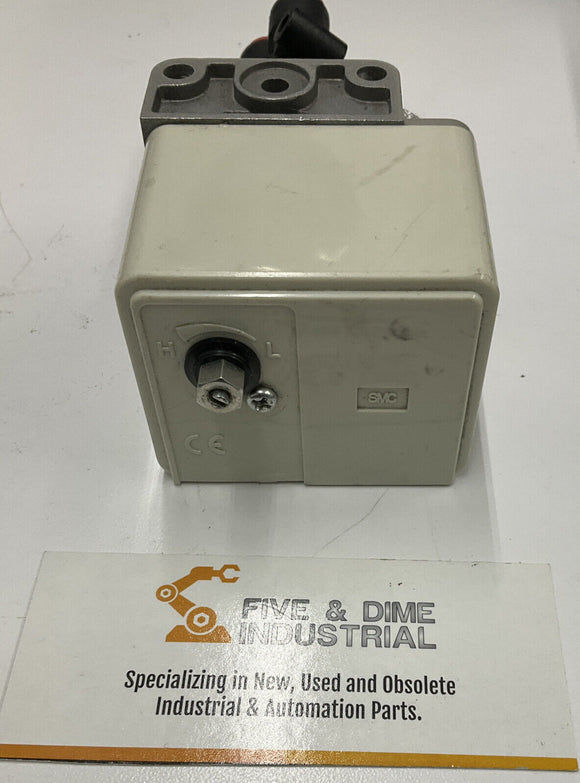 H L
SMC
CE
FIVE & DIME
INDUSTRIAL
Specializing in New, Used and Obsolete
Industrial & Automation Parts.